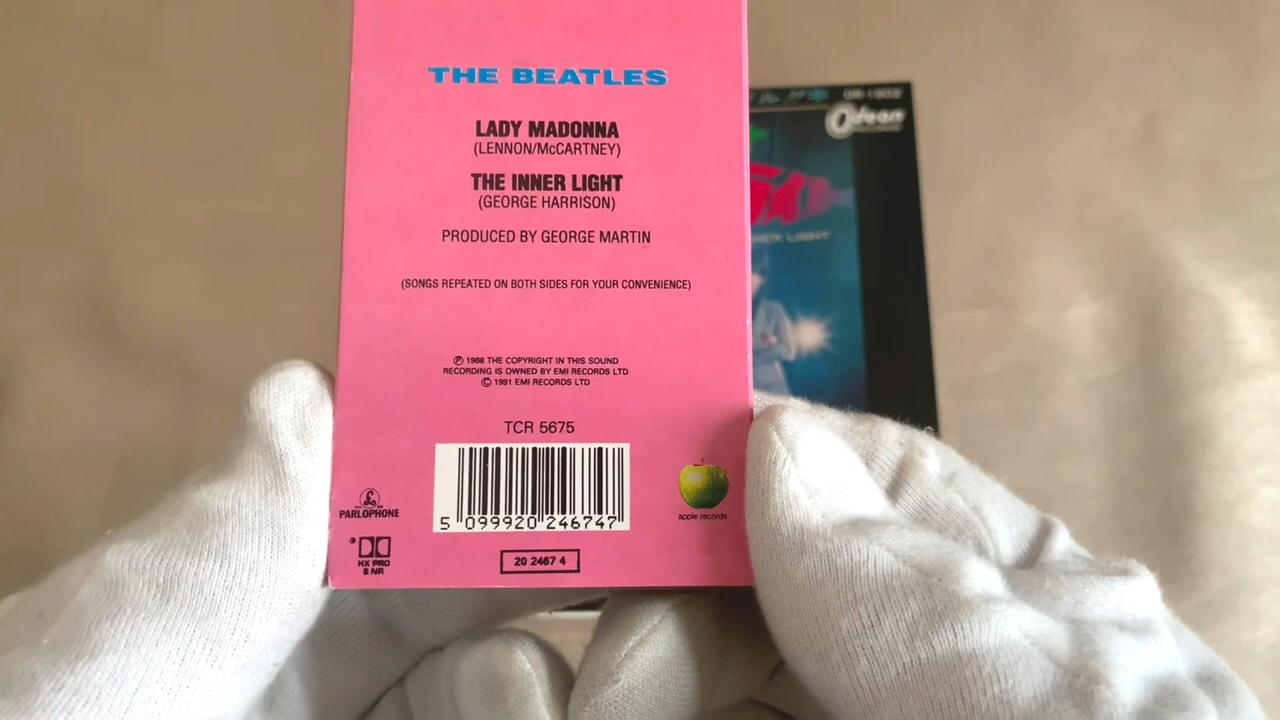 THE BEATLES
LADY MADONNA
(LENNON/McCARTNEY)
THE INNER LIGHT
(GEORGE HARRISON)
PRODUCED BY GEORGE MARTIN
(SONGS REPEATED ON BOTH SIDES FOR YOUR CONVENIENCE)
℗ 1968 THE COPYRIGHT IN THIS SOUND
RECORDING IS OWNED BY EMI RECORDS LTD
© 1991 EMI RECORDS LTD
TCR 5675
5 099920 246747
20 2467 4
PARLOPHONE
HX PRO
B NR
apple records
Odeon
LIGHT